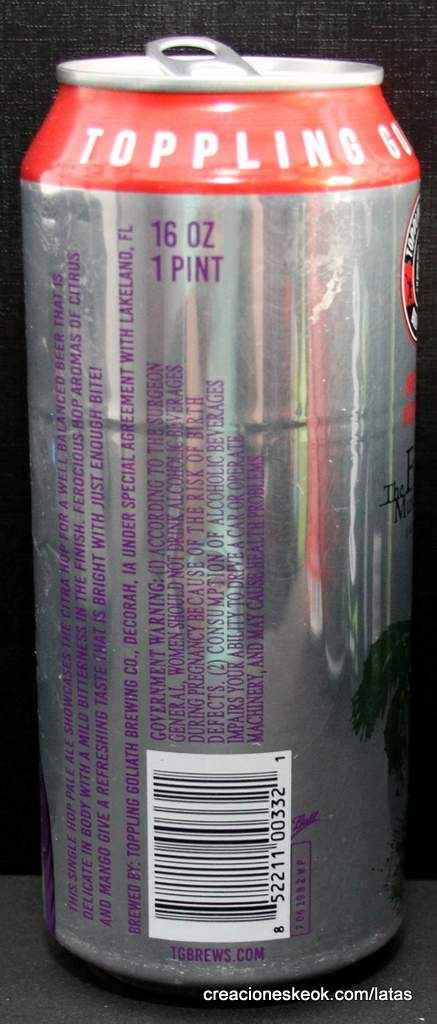 TOPPLING GO
16 OZ
1 PINT
THIS SINGLE HOP PALE ALE SHOWCASES THE CITRA HOP FOR A WELL BALANCED BEER THAT IS
DELICATE IN BODY WITH A MILD BITTERNESS IN THE FINISH. FEROCIOUS HOP AROMAS OF CITRUS
AND MANGO GIVE A REFRESHING TASTE THAT IS BRIGHT WITH JUST ENOUGH BITE!
BREWED BY: TOPPLING GOLIATH BREWING CO., DECORAH, IA UNDER SPECIAL AGREEMENT WITH LAKELAND, FL
GOVERNMENT WARNING: (1) ACCORDING TO THE SURGEON
GENERAL, WOMEN SHOULD NOT DRINK ALCOHOLIC BEVERAGES
DURING PREGNANCY BECAUSE OF THE RISK OF BIRTH
DEFECTS. (2) CONSUMPTION OF ALCOHOLIC BEVERAGES
IMPAIRS YOUR ABILITY TO DRIVE A CAR OR OPERATE
MACHINERY, AND MAY CAUSE HEALTH PROBLEMS.
8 52211 00332 1
Ball
TGBREWS.COM
The
creacioneskeok.com/latas